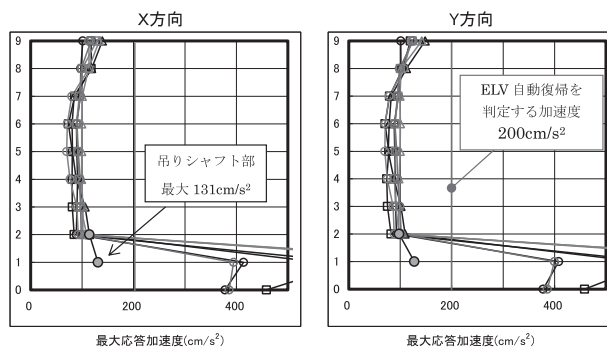 X方向
9
8
7
6
5
4
3
2
1
0
0
200
400
吊りシャフト部
最大 131cm/s²
最大応答加速度(cm/s²)
Y方向
9
8
7
6
5
4
3
2
1
0
0
200
400
ELV 自動復帰を
判定する加速度
200cm/s²
最大応答加速度(cm/s²)